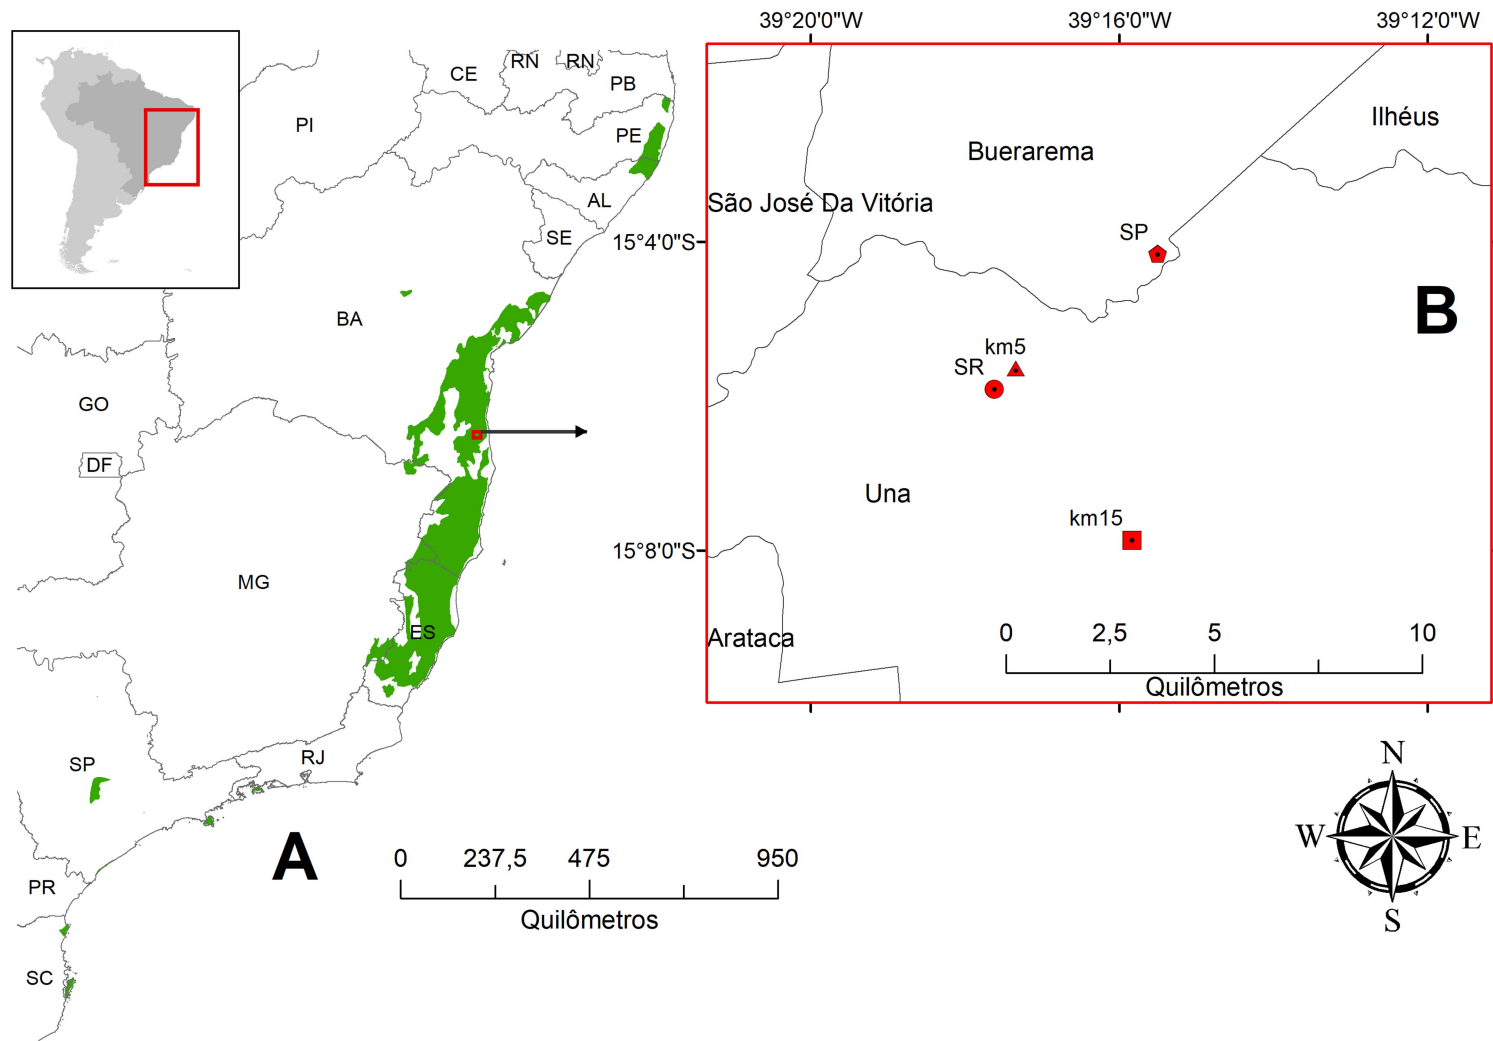 39°20'0"W 39°16'0"W 39°12'0"W
CE RN RN PB
PI
PE
AL
SE
BA
GO
DF
MG
ES
SP
RJ
PR
SC
A
0 237,5 475 950
Quilômetros
15°4'0"S
15°8'0"S
Ilhéus
Buerarema
São José Da Vitória
SP
B
km5
SR
Una
km15
Arataca
0 2,5 5 10
Quilômetros
N
W E
S